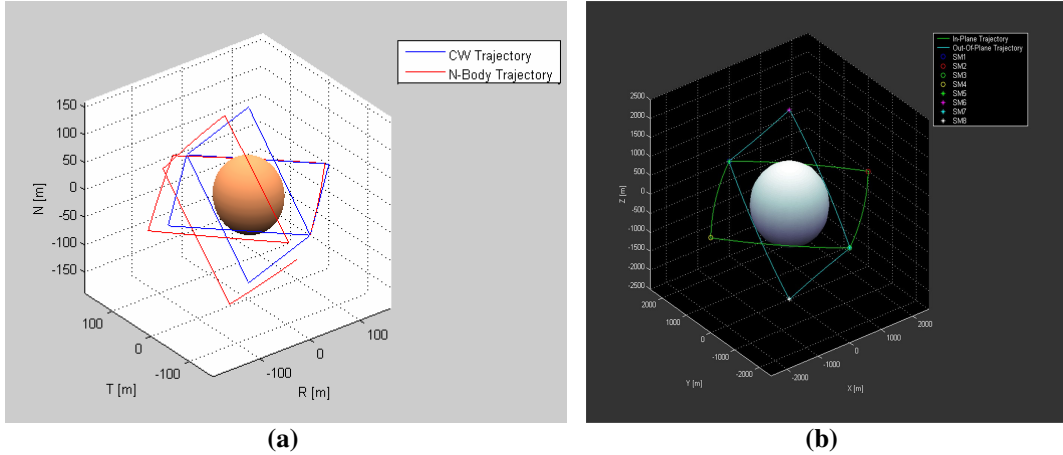 CW Trajectory
N-Body Trajectory
150
100
50
0
-50
-100
-150
N [m]
100
0
-100
T [m]
-100
0
100
R [m]
(a)
In-Plane Trajectory
Out-Of-Plane Trajectory
SM1
SM2
SM3
SM4
SM5
SM6
SM7
SM8
2500
2000
1500
1000
500
0
-500
-1000
-1500
-2000
-2500
Z [m]
2000
1000
0
-1000
-2000
Y [m]
-2000
-1000
0
1000
2000
X [m]
(b)